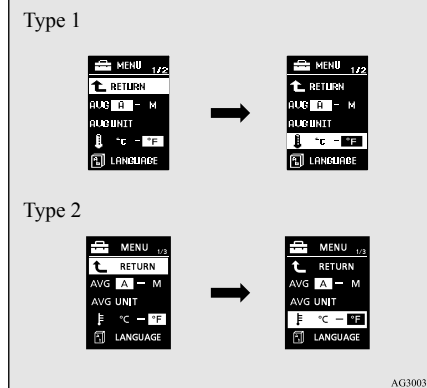 Type 1
MENU 1/2
RETURN
AVG A - M
AVG UNIT
°C - °F
LANGUAGE
MENU 1/2
RETURN
AVG A - M
AVG UNIT
°C - °F
LANGUAGE
Type 2
MENU 1/3
RETURN
AVG A - M
AVG UNIT
°C - °F
LANGUAGE
MENU 1/3
RETURN
AVG A - M
AVG UNIT
°C - °F
LANGUAGE
AG3003